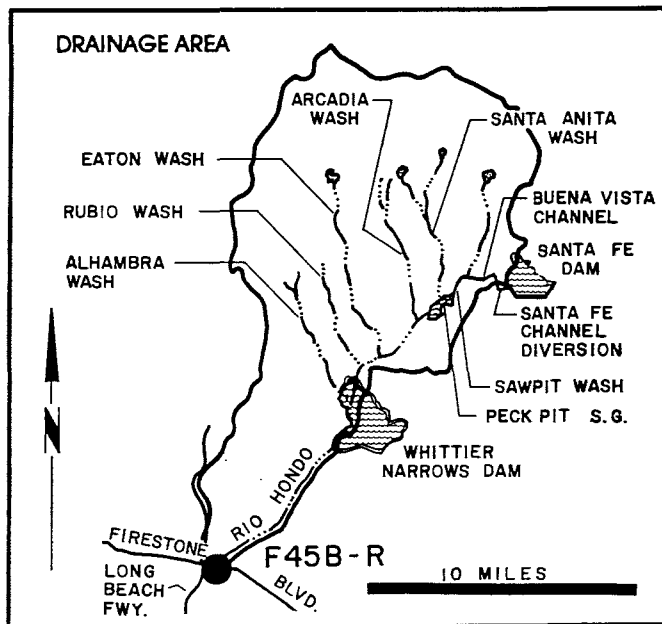 DRAINAGE AREA
ARCADIA
WASH
SANTA ANITA
WASH
EATON WASH
BUENA VISTA
CHANNEL
RUBIO WASH
SANTA FE
DAM
ALHAMBRA
WASH
SANTA FE
CHANNEL
DIVERSION
SAWPIT WASH
PECK PIT S.G.
N
WHITTIER
NARROWS DAM
RIO HONDO
FIRESTONE
BLVD.
F45B-R
LONG
BEACH
FWY.
10 MILES